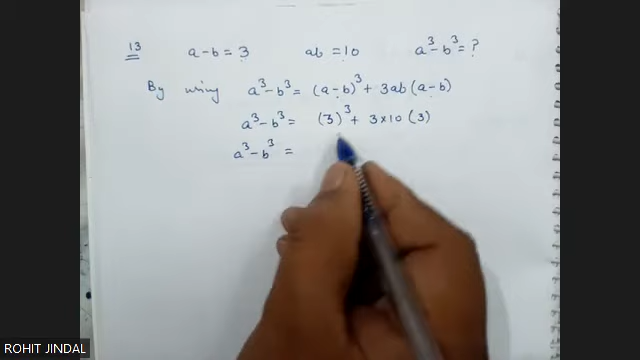 13 a-b = 3 ab = 10 a³-b³ = ?
By using a³-b³ = (a-b)³ + 3ab(a-b)
a³-b³ = (3)³ + 3×10(3)
a³-b³ =
ROHIT JINDAL